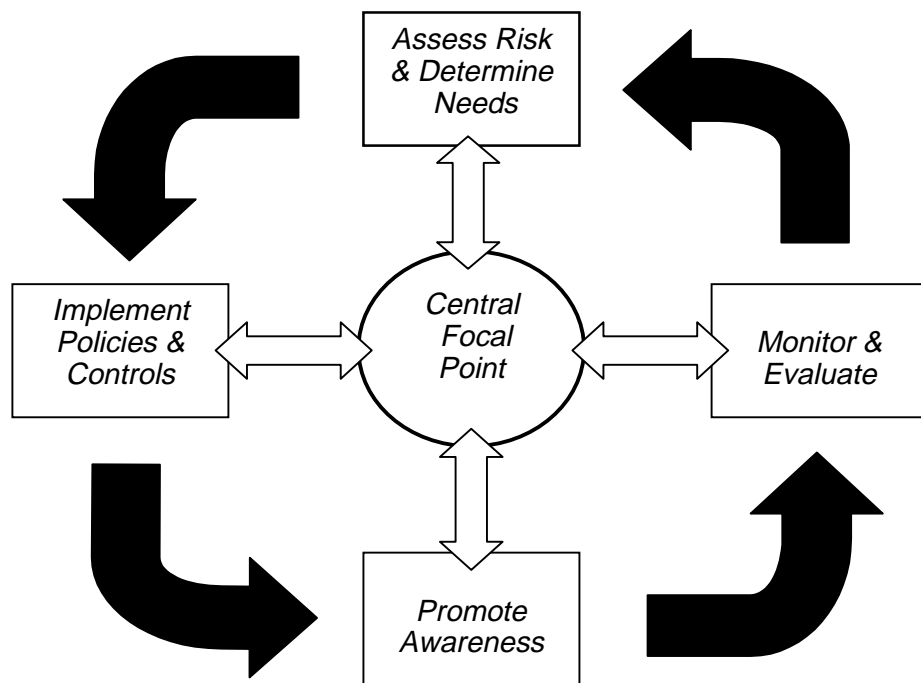 Assess Risk
& Determine
Needs
Implement
Policies &
Controls
Central
Focal
Point
Monitor &
Evaluate
Promote
Awareness